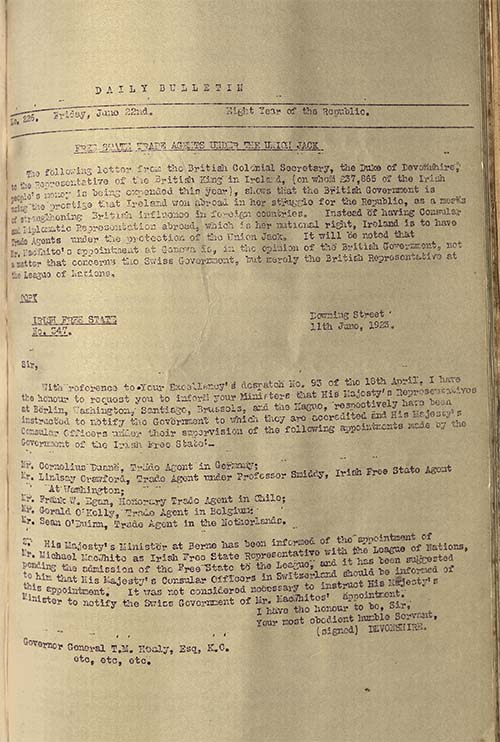 DAILY BULLETIN
No. 226. Friday, June 22nd. Eight Year of the Republic.
FREE STATE TRADE AGENTS UNDER THE UNION JACK
The following letter from the British Colonial Secretary, the Duke of Devonshire,
to the Representative of the British King in Ireland, (on whom £37,865 of the Irish
people's money is being expended this year), shows that the British Government is
using the prestige that Ireland won abroad in her struggle for the Republic, as a means
of strengthening British influence in foreign countries. Instead of having Consular
and Diplomatic Representation abroad, which is her national right, Ireland is to have
Trade Agents under the protection of the Union Jack. It will be noted that
Mr. MacWhite's appointment at Geneva is, in the opinion of the British Government, not
a matter that concerns the Swiss Government, but merely the British Representative at
the League of Nations.
COPY
IRISH FREE STATE
No. 347.
Downing Street
11th June, 1923.
Sir,
With reference to Your Excellency's despatch No. 93 of the 18th April, I have
the honour to request you to inform your Ministers that His Majesty's Representatives
at Berlin, Washington, Santiago, Brussels, and the Hague, respectively have been
instructed to notify the Government to which they are accredited and His Majesty's
Consular Officers under their supervision of the following appointments made by the
Government of the Irish Free State:-
Mr. Cornelius Duane, Trade Agent in Germany;
Mr. Lindsay Crawford, Trade Agent under Professor Smiddy, Irish Free State Agent
At Washington;
Mr. Frank W. Egan, Honorary Trade Agent in Chile;
Mr. Gerald O'Kelly, Trade Agent in Belgium;
Mr. Sean O'Duinn, Trade Agent in the Netherlands.
2. His Majesty's Minister at Berne has been informed of the appointment of
Mr. Michael MacWhite as Irish Free State Representative with the League of Nations,
pending the admission of the Free State to the League, and it has been suggested
to him that His Majesty's Consular Officers in Switzerland should be informed of
this appointment. It was not considered necessary to instruct His Majesty's
Minister to notify the Swiss Government of Mr. MacWhites' appointment.
I have the honour to be, Sir,
Your most obedient humble Servant,
(signed) DEVONSHIRE.
Governor General T.M. Healy, Esq, K.C.
etc, etc, etc.